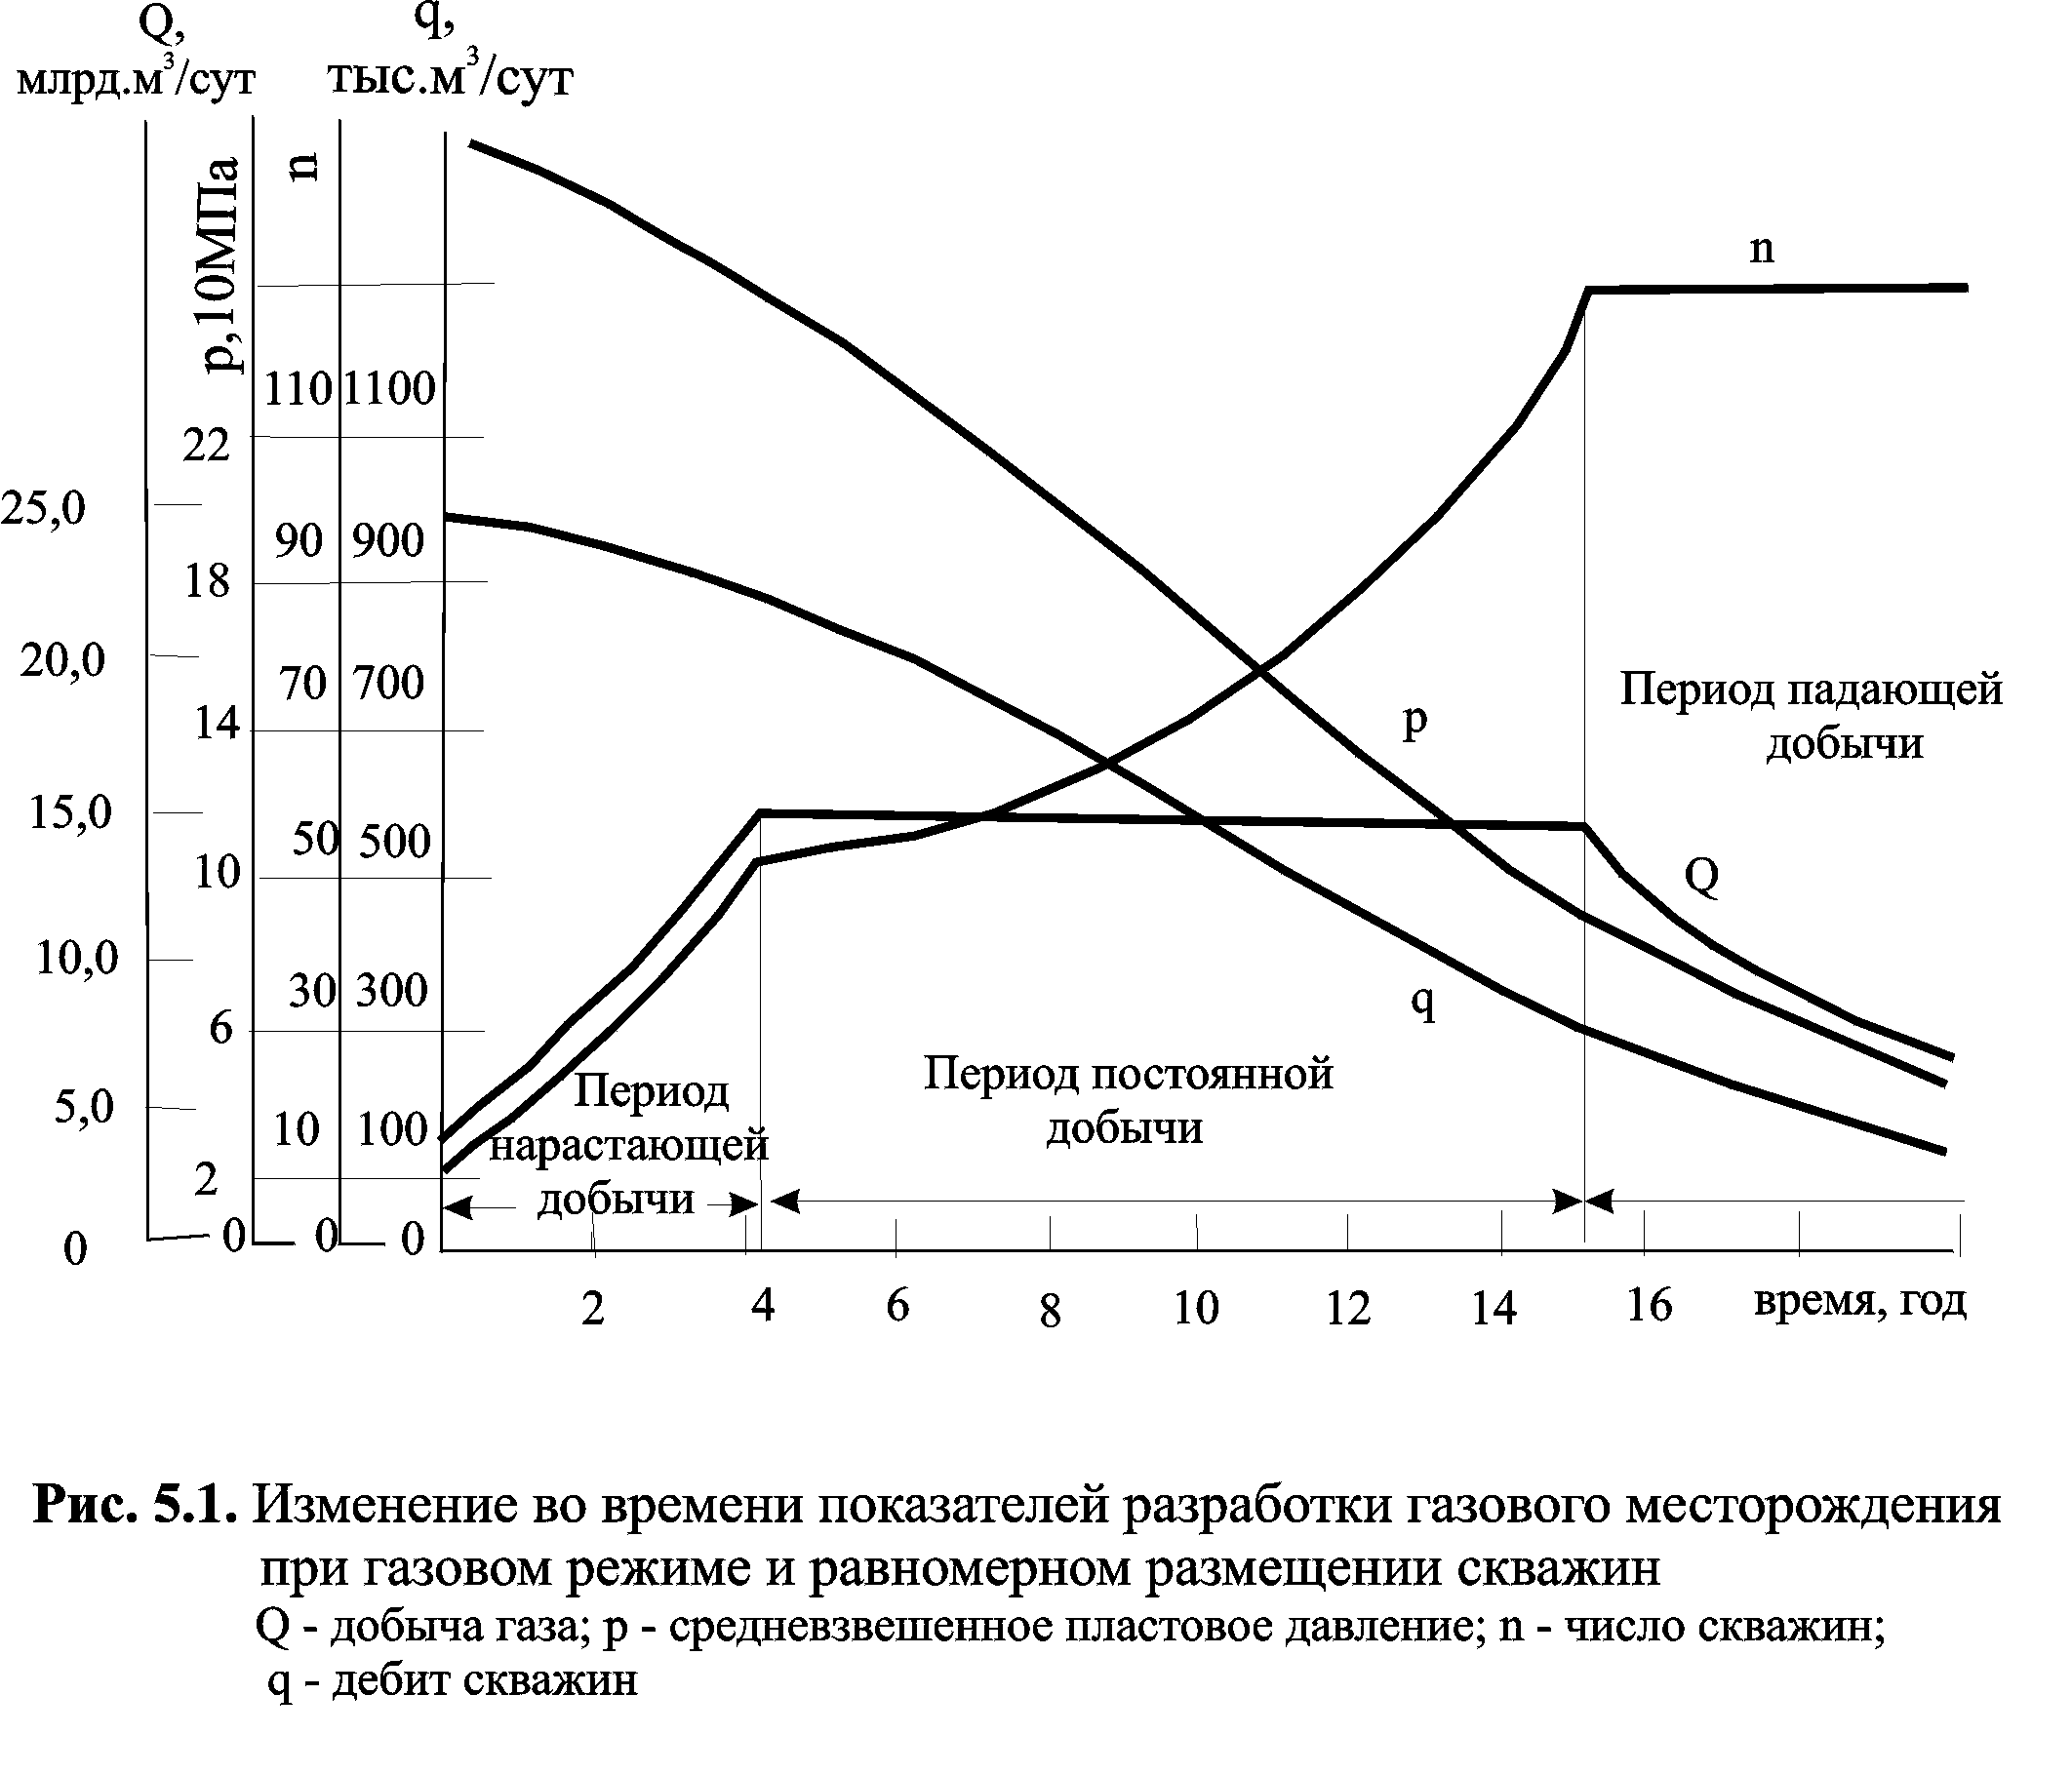 Q,
млрд.м³/сут
q,
тыс.м³/сут
p,10МПа
n
n
110 1100
22
25,0
90 900
18
20,0
70 700
14
15,0
50 500
10
10,0
30 300
6
5,0
10 100
2
0 0 0 0
p
Q
q
Период падающей
добычи
Период постоянной
добычи
Период
нарастающей
добычи
2 4 6 8 10 12 14 16 время, год
Рис. 5.1. Изменение во времени показателей разработки газового месторождения
при газовом режиме и равномерном размещении скважин
Q - добыча газа; p - средневзвешенное пластовое давление; n - число скважин;
q - дебит скважин